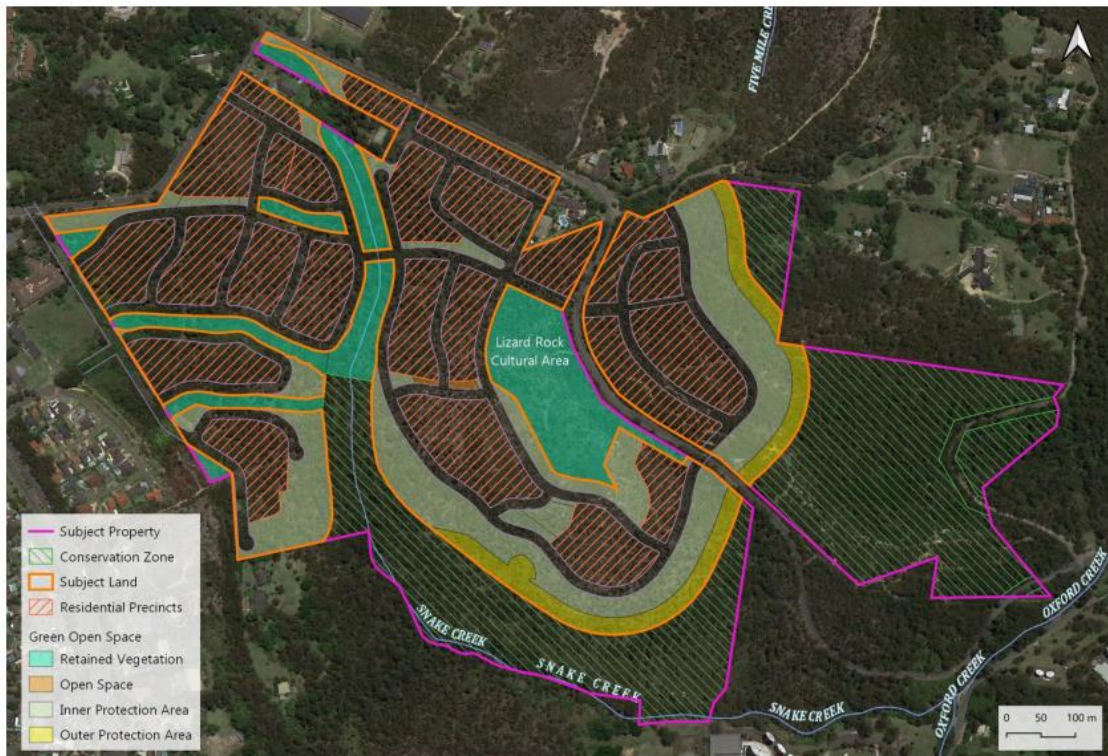 FIVE MILE CRE
Lizard Rock
Cultural Area
Subject Property
Conservation Zone
Subject Land
Residential Precincts
Green Open Space
Retained Vegetation
Open Space
Inner Protection Area
Outer Protection Area
SNAKE CREEK
SNAKE CREEK
SNAKE CREEK
OXFORD CREEK
OXFORD CREEK
0 50 100 m